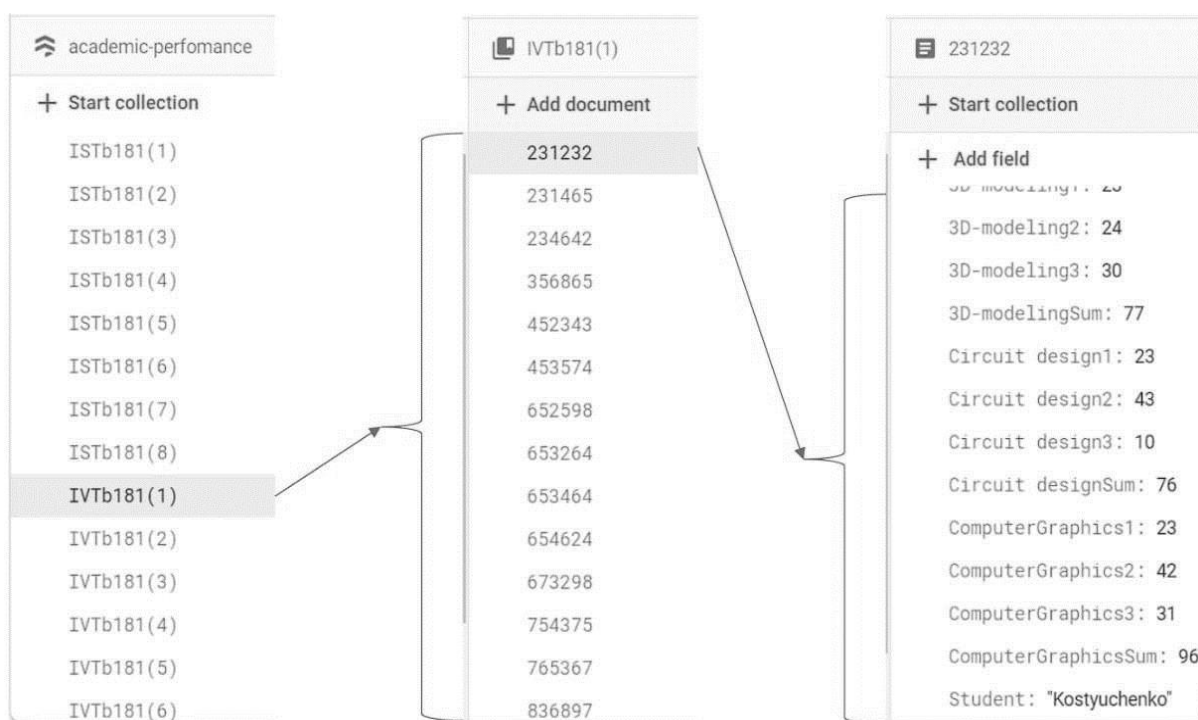 academic-perfomance
+ Start collection
ISTb181(1)
ISTb181(2)
ISTb181(3)
ISTb181(4)
ISTb181(5)
ISTb181(6)
ISTb181(7)
ISTb181(8)
IVTb181(1)
IVTb181(2)
IVTb181(3)
IVTb181(4)
IVTb181(5)
IVTb181(6)
IVTb181(1)
+ Add document
231232
231465
234642
356865
452343
453574
652598
653264
653464
654624
673298
754375
765367
836897
231232
+ Start collection
+ Add field
3D-modeling2: 24
3D-modeling3: 30
3D-modelingSum: 77
Circuit design1: 23
Circuit design2: 43
Circuit design3: 10
Circuit designSum: 76
ComputerGraphics1: 23
ComputerGraphics2: 42
ComputerGraphics3: 31
ComputerGraphicsSum: 96
Student: "Kostyuchenko"